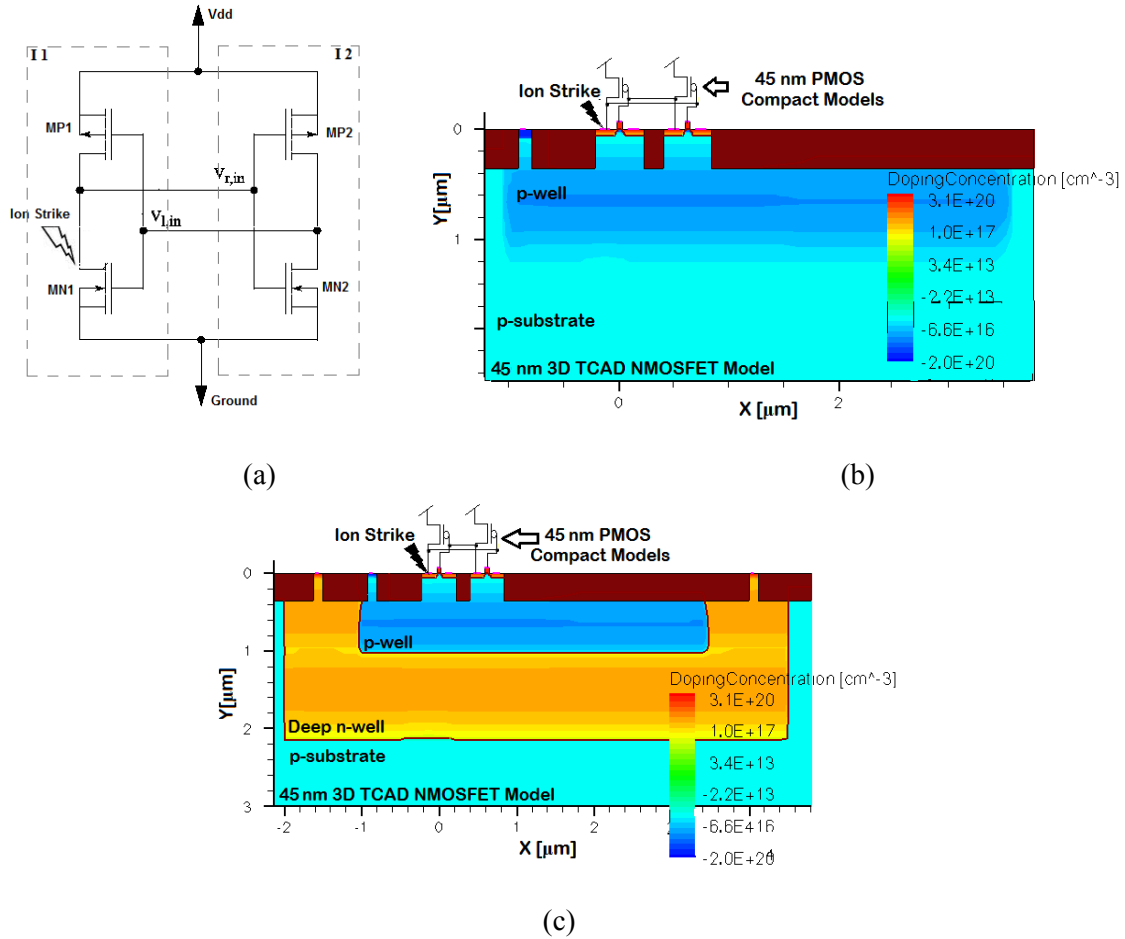 Vdd
I 1
I 2
MP1
MP2
Vr,in
Ion Strike
Vl,in
MN1
MN2
Ground
(a)
Ion Strike
45 nm PMOS
Compact Models
0
1
Y[µm]
p-well
DopingConcentration [cm^-3]
3.1E+20
1.0E+17
3.4E+13
-2.2E+13
-6.6E+16
-2.0E+20
p-substrate
45 nm 3D TCAD NMOSFET Model
0
2
X [µm]
(b)
Ion Strike
45 nm PMOS
Compact Models
0
1
2
3
Y[µm]
p-well
DopingConcentration [cm^-3]
3.1E+20
1.0E+17
3.4E+13
-2.2E+13
-6.6E+16
-2.0E+20
Deep n-well
p-substrate
45 nm 3D TCAD NMOSFET Model
-2
-1
0
1
2
4
X [µm]
(c)